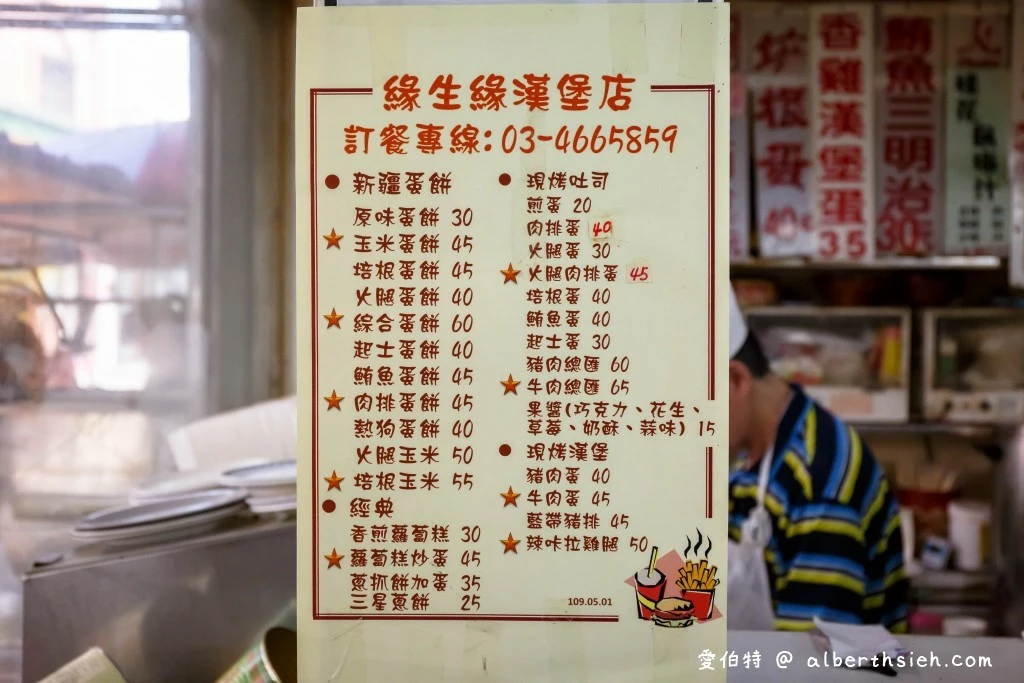 緣生緣漢堡店
訂餐專線：03-4665859
● 新疆蛋餅
原味蛋餅 30
★ 玉米蛋餅 45
培根蛋餅 45
火腿蛋餅 40
★ 綜合蛋餅 60
起士蛋餅 40
鮪魚蛋餅 45
★ 肉排蛋餅 45
熱狗蛋餅 40
火腿玉米 50
★ 培根玉米 55
● 經典
香煎蘿蔔糕 30
★ 蘿蔔糕炒蛋 45
蔥抓餅加蛋 35
三星蔥餅 25
● 現烤吐司
煎蛋 20
肉排蛋 40
火腿蛋 30
★ 火腿肉排蛋 45
培根蛋 40
鮪魚蛋 40
起士蛋 30
豬肉總匯 60
★ 牛肉總匯 65
果醬(巧克力、花生、
草莓、奶酥、蒜味) 15
● 現烤漢堡
豬肉蛋 40
★ 牛肉蛋 45
藍帶豬排 45
★ 辣味拉雞腿 50
109.05.01
香雞漢堡蛋35
鮪魚三明治30
愛伯特 @ alberthsieh.com